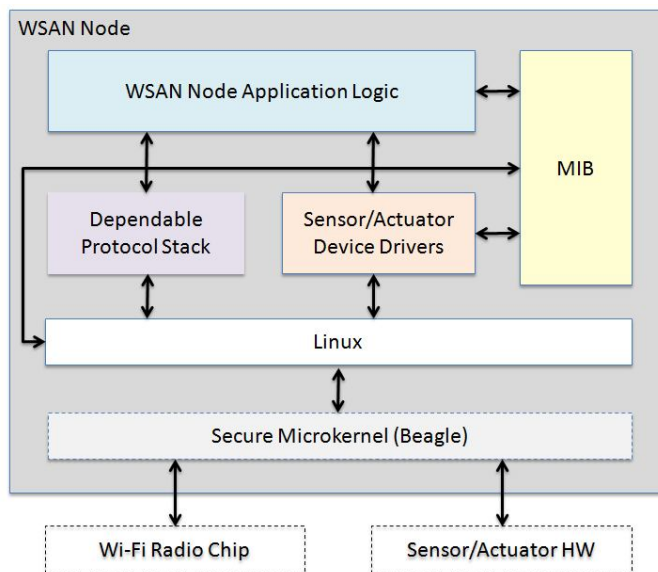 WSAN Node
WSAN Node Application Logic
MIB
Dependable
Protocol Stack
Sensor/Actuator
Device Drivers
Linux
Secure Microkernel (Beagle)
Wi-Fi Radio Chip
Sensor/Actuator HW